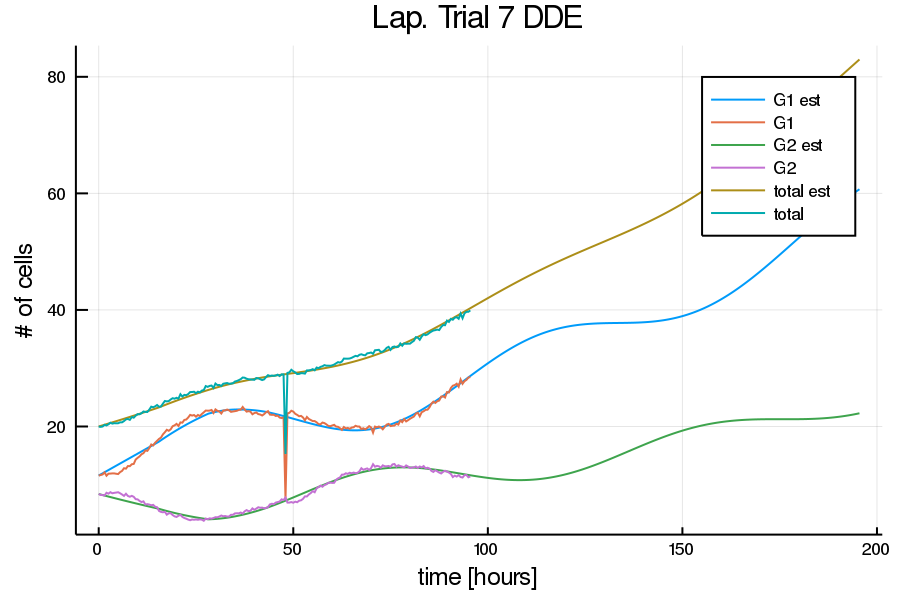 Lap. Trial 7 DDE
# of cells
80
60
40
20
G1 est
G1
G2 est
G2
total est
total
0
50
100
150
200
time [hours]